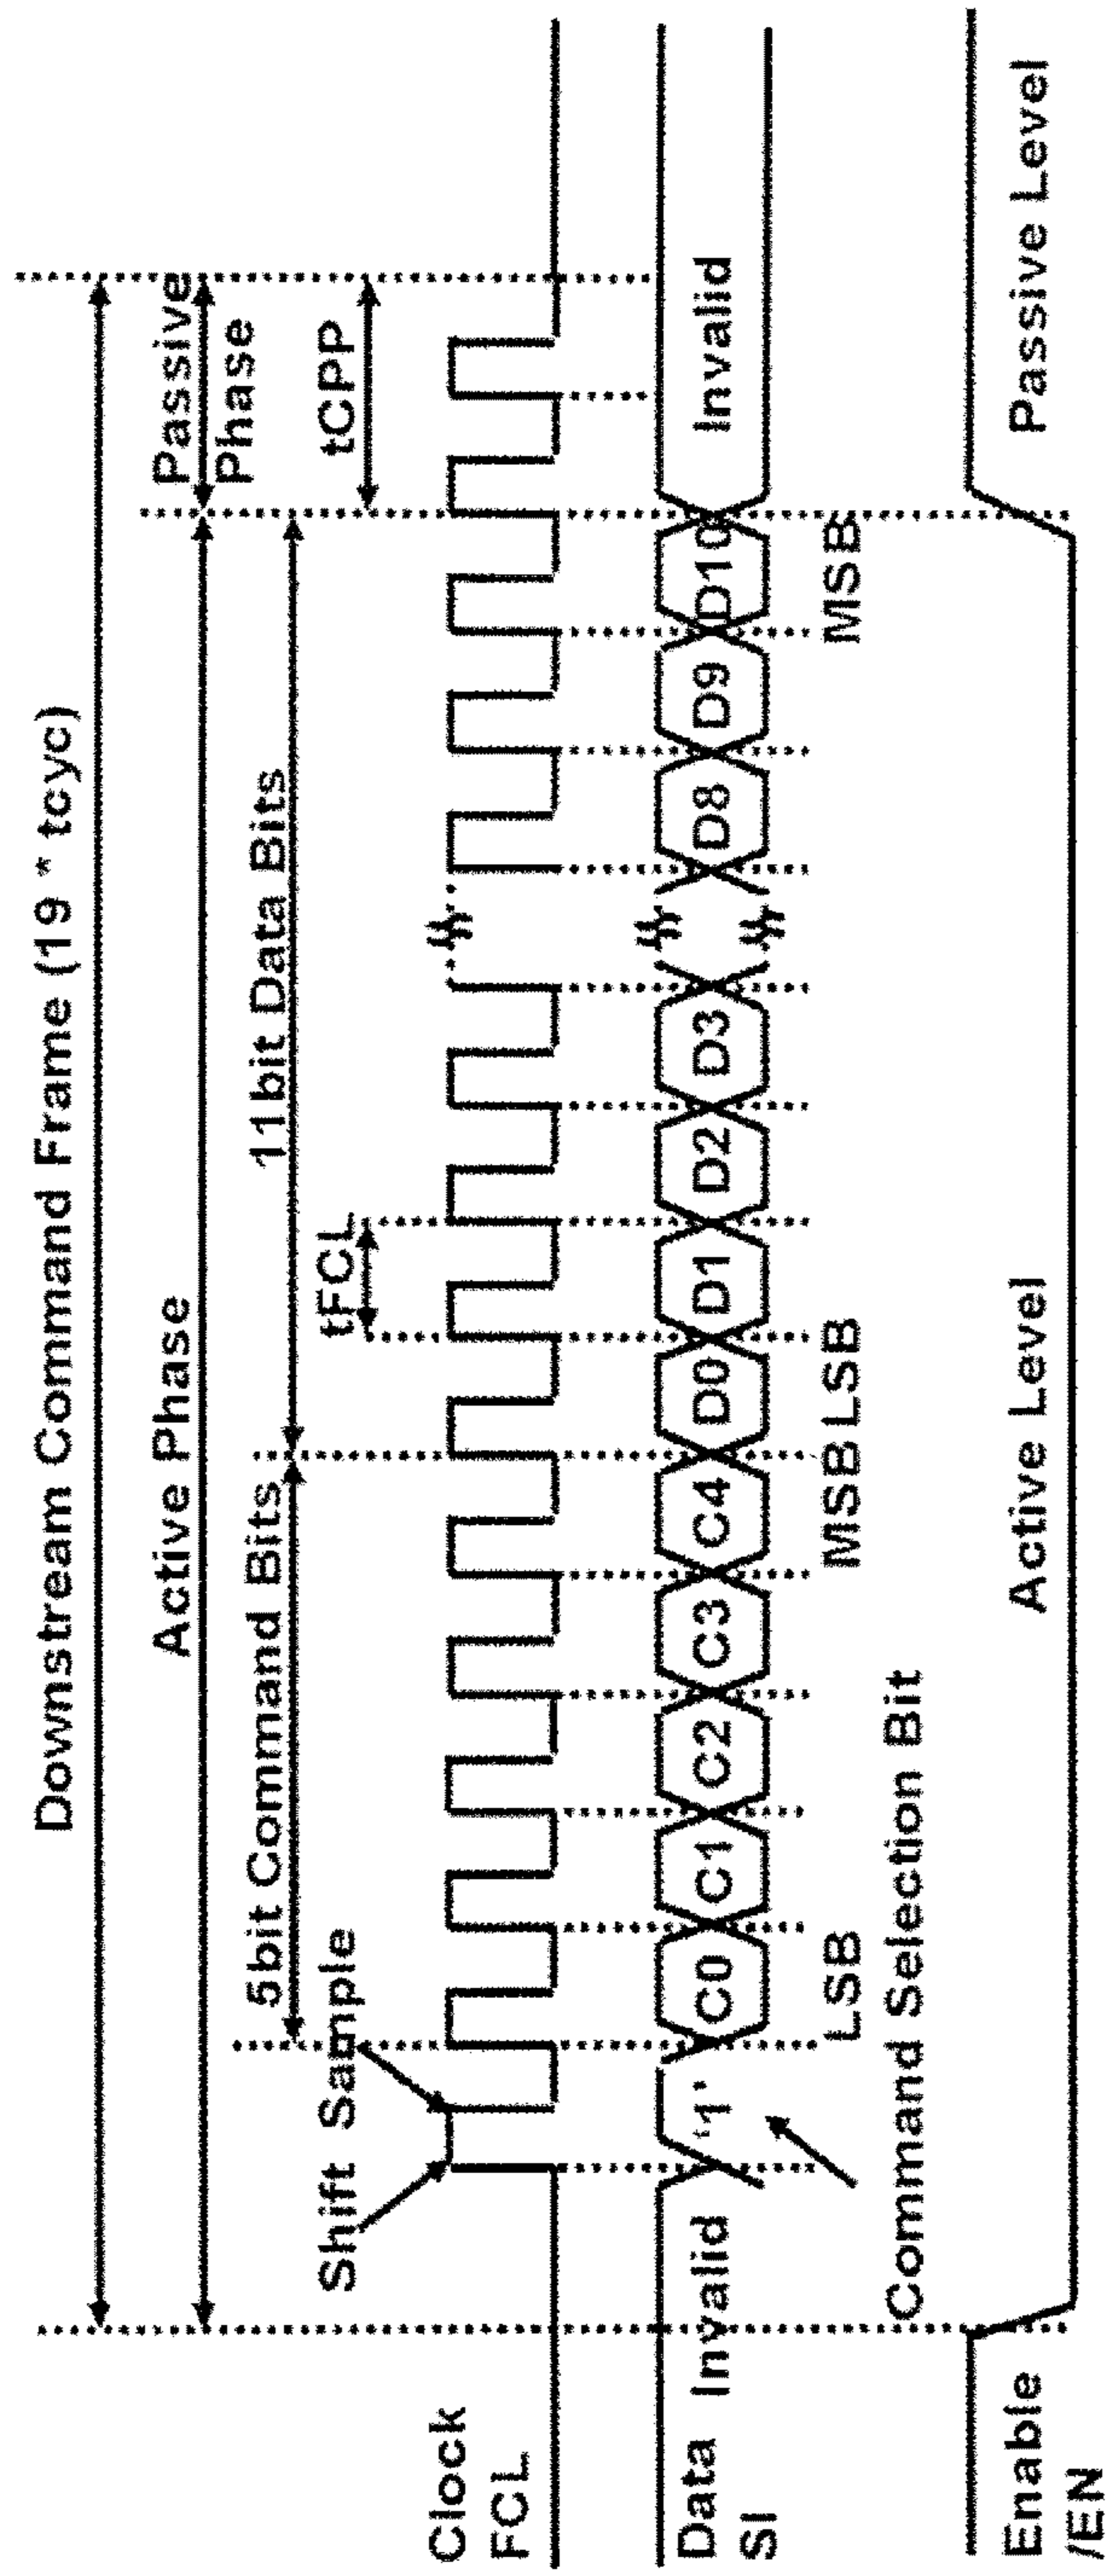 Downstream Command Frame (19 * tcyc)
Active Phase
Passive
Phase
5bit Command Bits
11bit Data Bits
Shift
Sample
tFCL
tCPP
Clock
FCL
Data
SI
Invalid
'1'
C0
C1
C2
C3
C4
D0
D1
D2
D3
D8
D9
D10
Invalid
LSB
MSB
LSB
MSB
Command Selection Bit
Enable
/EN
Active Level
Passive Level